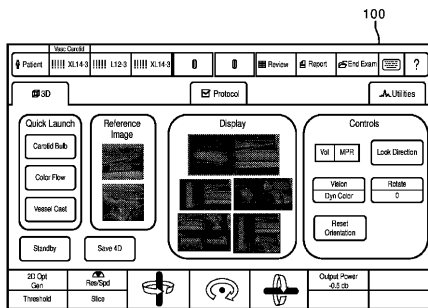 100
Vasc Carotid
Patient
XL14-3
L12-3
XL14-3
0
0
Review
Report
End Exam
?
3D
Protocol
Utilities
Quick Launch
Carotid Bulb
Color Flow
Vessel Cast
Reference
Image
Display
Controls
Vol
MPR
Look Direction
Vision
Dyn Color
Rotate
0
Reset
Orientation
Standby
Save 4D
2D Opt
Gen
Res/Spd
Output Power
-0.5 db
Threshold
Slice